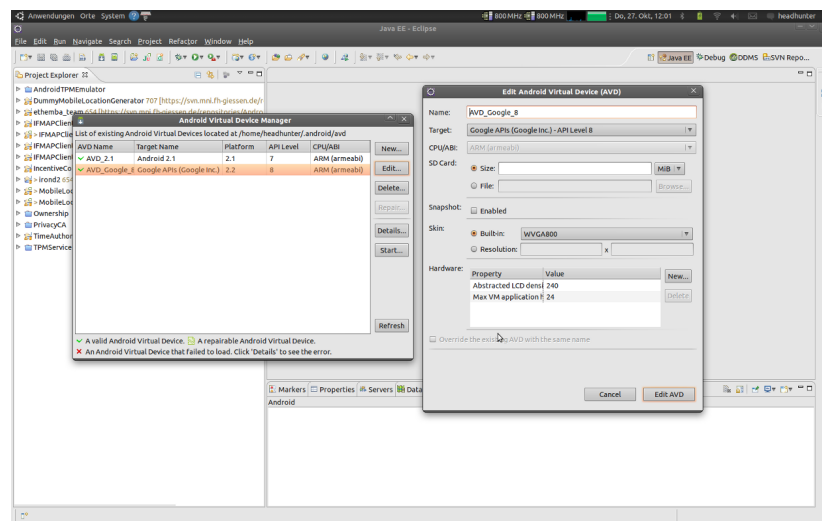 Anwendungen Orte System
800 MHz 800 MHz Do, 27. Okt, 12:01 headhunter
Java EE - Eclipse
File Edit Run Navigate Search Project Refactor Window Help
Java EE Debug DDMS SVN Repo...
Project Explorer
AndroidTPMEmulator
DummyMobileLocationGenerator 707 [https://svn.mni.fh-giessen.de/r
ethemba_team 654 [https://svn.mni.fh-giessen.de/repositories/Andro
IFMAPClien
> IFMAPClie
IFMAPClien
IFMAPClien
IncentiveCo
> irond2 65
> MobileLoc
> MobileLoc
Ownership
PrivacyCA
TimeAuthor
TPMService
Android Virtual Device Manager
List of existing Android Virtual Devices located at /home/headhunter/.android/avd
AVD Name Target Name Platform API Level CPU/ABI
AVD_2.1 Android 2.1 2.1 7 ARM (armeabi)
AVD_Google_8 Google APIs (Google Inc.) 2.2 8 ARM (armeabi)
New...
Edit...
Delete...
Repair...
Details...
Start...
Refresh
A valid Android Virtual Device. A repairable Android Virtual Device.
An Android Virtual Device that failed to load. Click 'Details' to see the error.
Edit Android Virtual Device (AVD)
Name: AVD_Google_8
Target: Google APIs (Google Inc.) - API Level 8
CPU/ABI: ARM (armeabi)
SD Card:
Size: MiB
File: Browse...
Snapshot: Enabled
Skin:
Built-in: WVGA800
Resolution: x
Hardware:
Property Value New...
Abstracted LCD densi 240
Max VM application h 24 Delete
Override the existing AVD with the same name
Cancel Edit AVD
Markers Properties Servers Data
Android